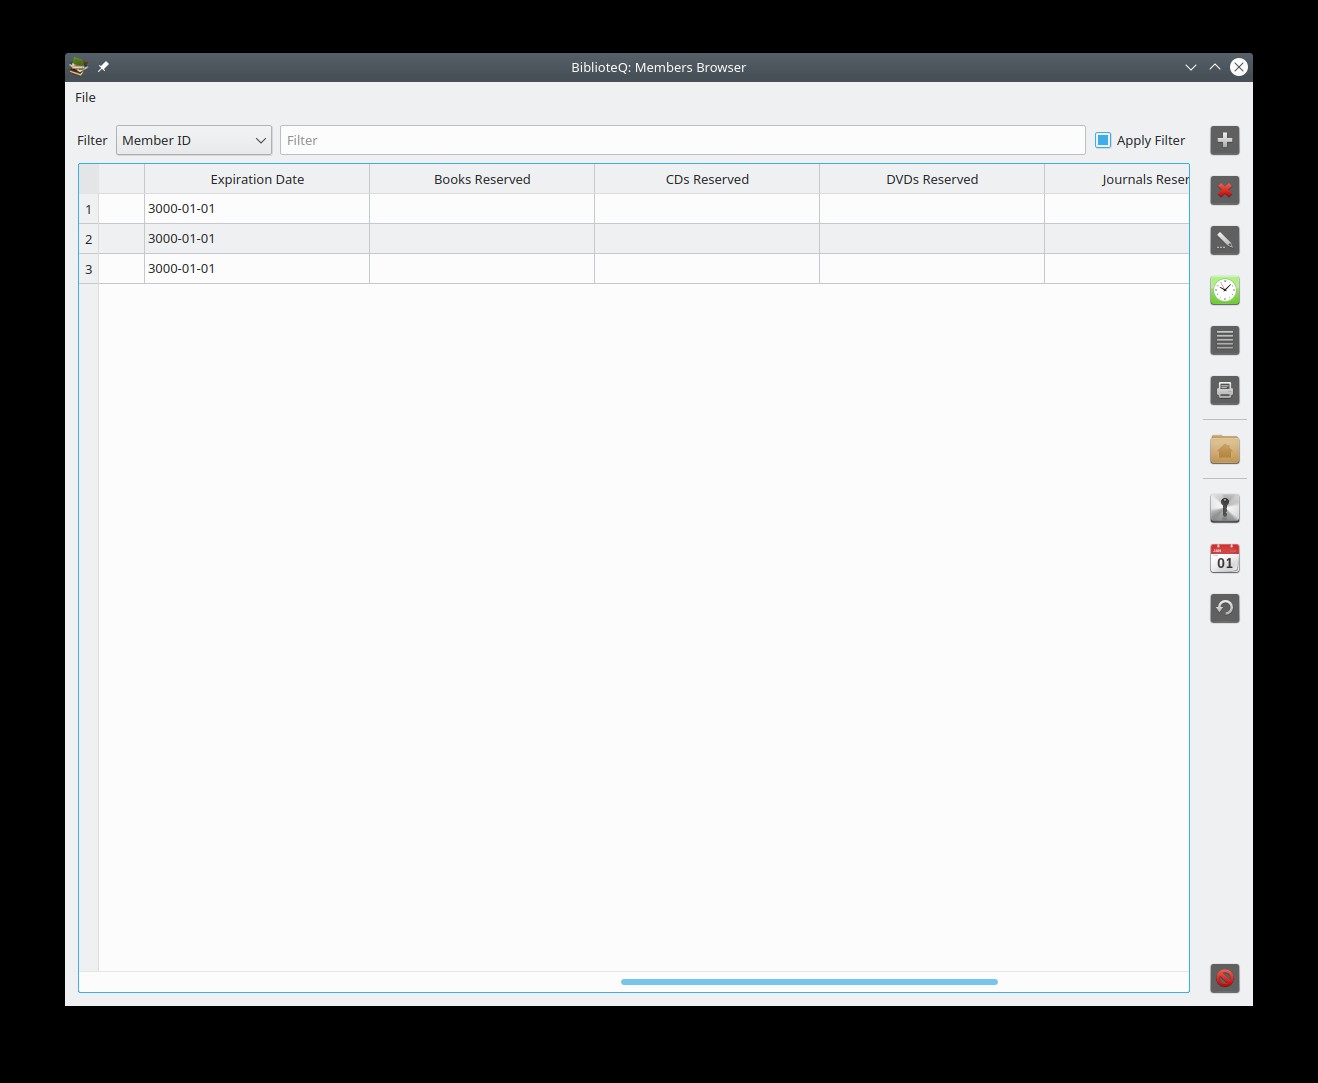 BiblioteQ: Members Browser
File
Filter Member ID Filter Apply Filter
Expiration Date Books Reserved CDs Reserved DVDs Reserved Journals Reser
1 3000-01-01
2 3000-01-01
3 3000-01-01
01